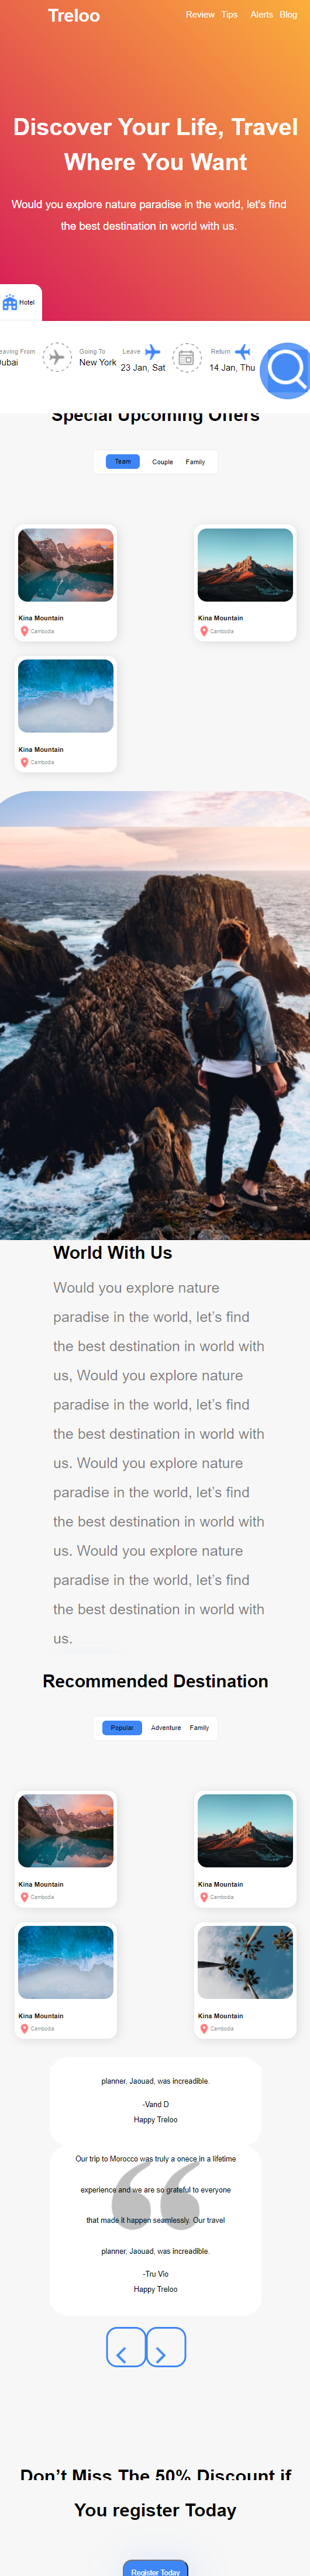 Treloo
Review Tips Alerts Blog
Discover Your Life, Travel
Where You Want
Would you explore nature paradise in the world, let's find
the best destination in world with us.
Hotel
eaving From Going To Leave Return
New York 23 Jan, Sat 14 Jan, Thu
Special Upcoming Offers
Team Couple Family
Kina Mountain Kina Mountain
Cambodia Cambodia
Kina Mountain
Cambodia
World With Us
Would you explore nature
paradise in the world, let's find
the best destination in world with
us, Would you explore nature
paradise in the world, let's find
the best destination in world with
us. Would you explore nature
paradise in the world, let's find
the best destination in world with
us. Would you explore nature
paradise in the world, let's find
the best destination in world with
us.
Recommended Destination
Popular Adventure Family
Kina Mountain Kina Mountain
Cambodia Cambodia
Kina Mountain Kina Mountain
Cambodia Cambodia
planner, Jaouad, was increadible.
-Vand D
Happy Treloo
Our trip to Morocco was truly a onece in a lifetime
experience and we are so grateful to everyone
that made it happen seamlessly. Our travel
planner, Jaouad, was increadible.
-Tru Vio
Happy Treloo
Don't Miss The 50% Discount if
You register Today
Register Today